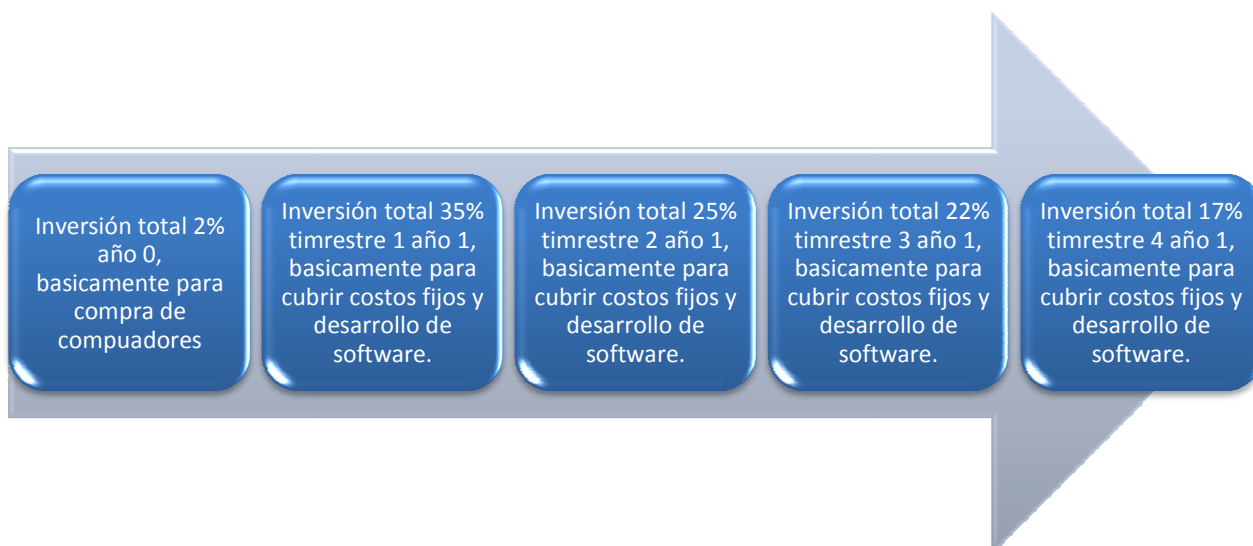 Inversión total 2%
año 0,
basicamente para
compra de
compuadores
Inversión total 35%
timrestre 1 año 1,
basicamente para
cubrir costos fijos y
desarrollo de
software.
Inversión total 25%
timrestre 2 año 1,
basicamente para
cubrir costos fijos y
desarrollo de
software.
Inversión total 22%
timrestre 3 año 1,
basicamente para
cubrir costos fijos y
desarrollo de
software.
Inversión total 17%
timrestre 4 año 1,
basicamente para
cubrir costos fijos y
desarrollo de
software.